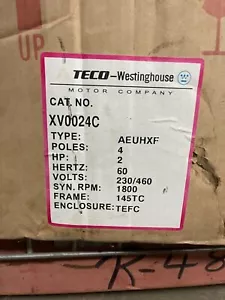 TECO-Westinghouse
MOTOR COMPANY
CAT. NO.
XV0024C
TYPE: AEUHXF
POLES: 4
HP: 2
HERTZ: 60
VOLTS: 230/460
SYN. RPM: 1800
FRAME: 145TC
ENCLOSURE: TEFC
R-48